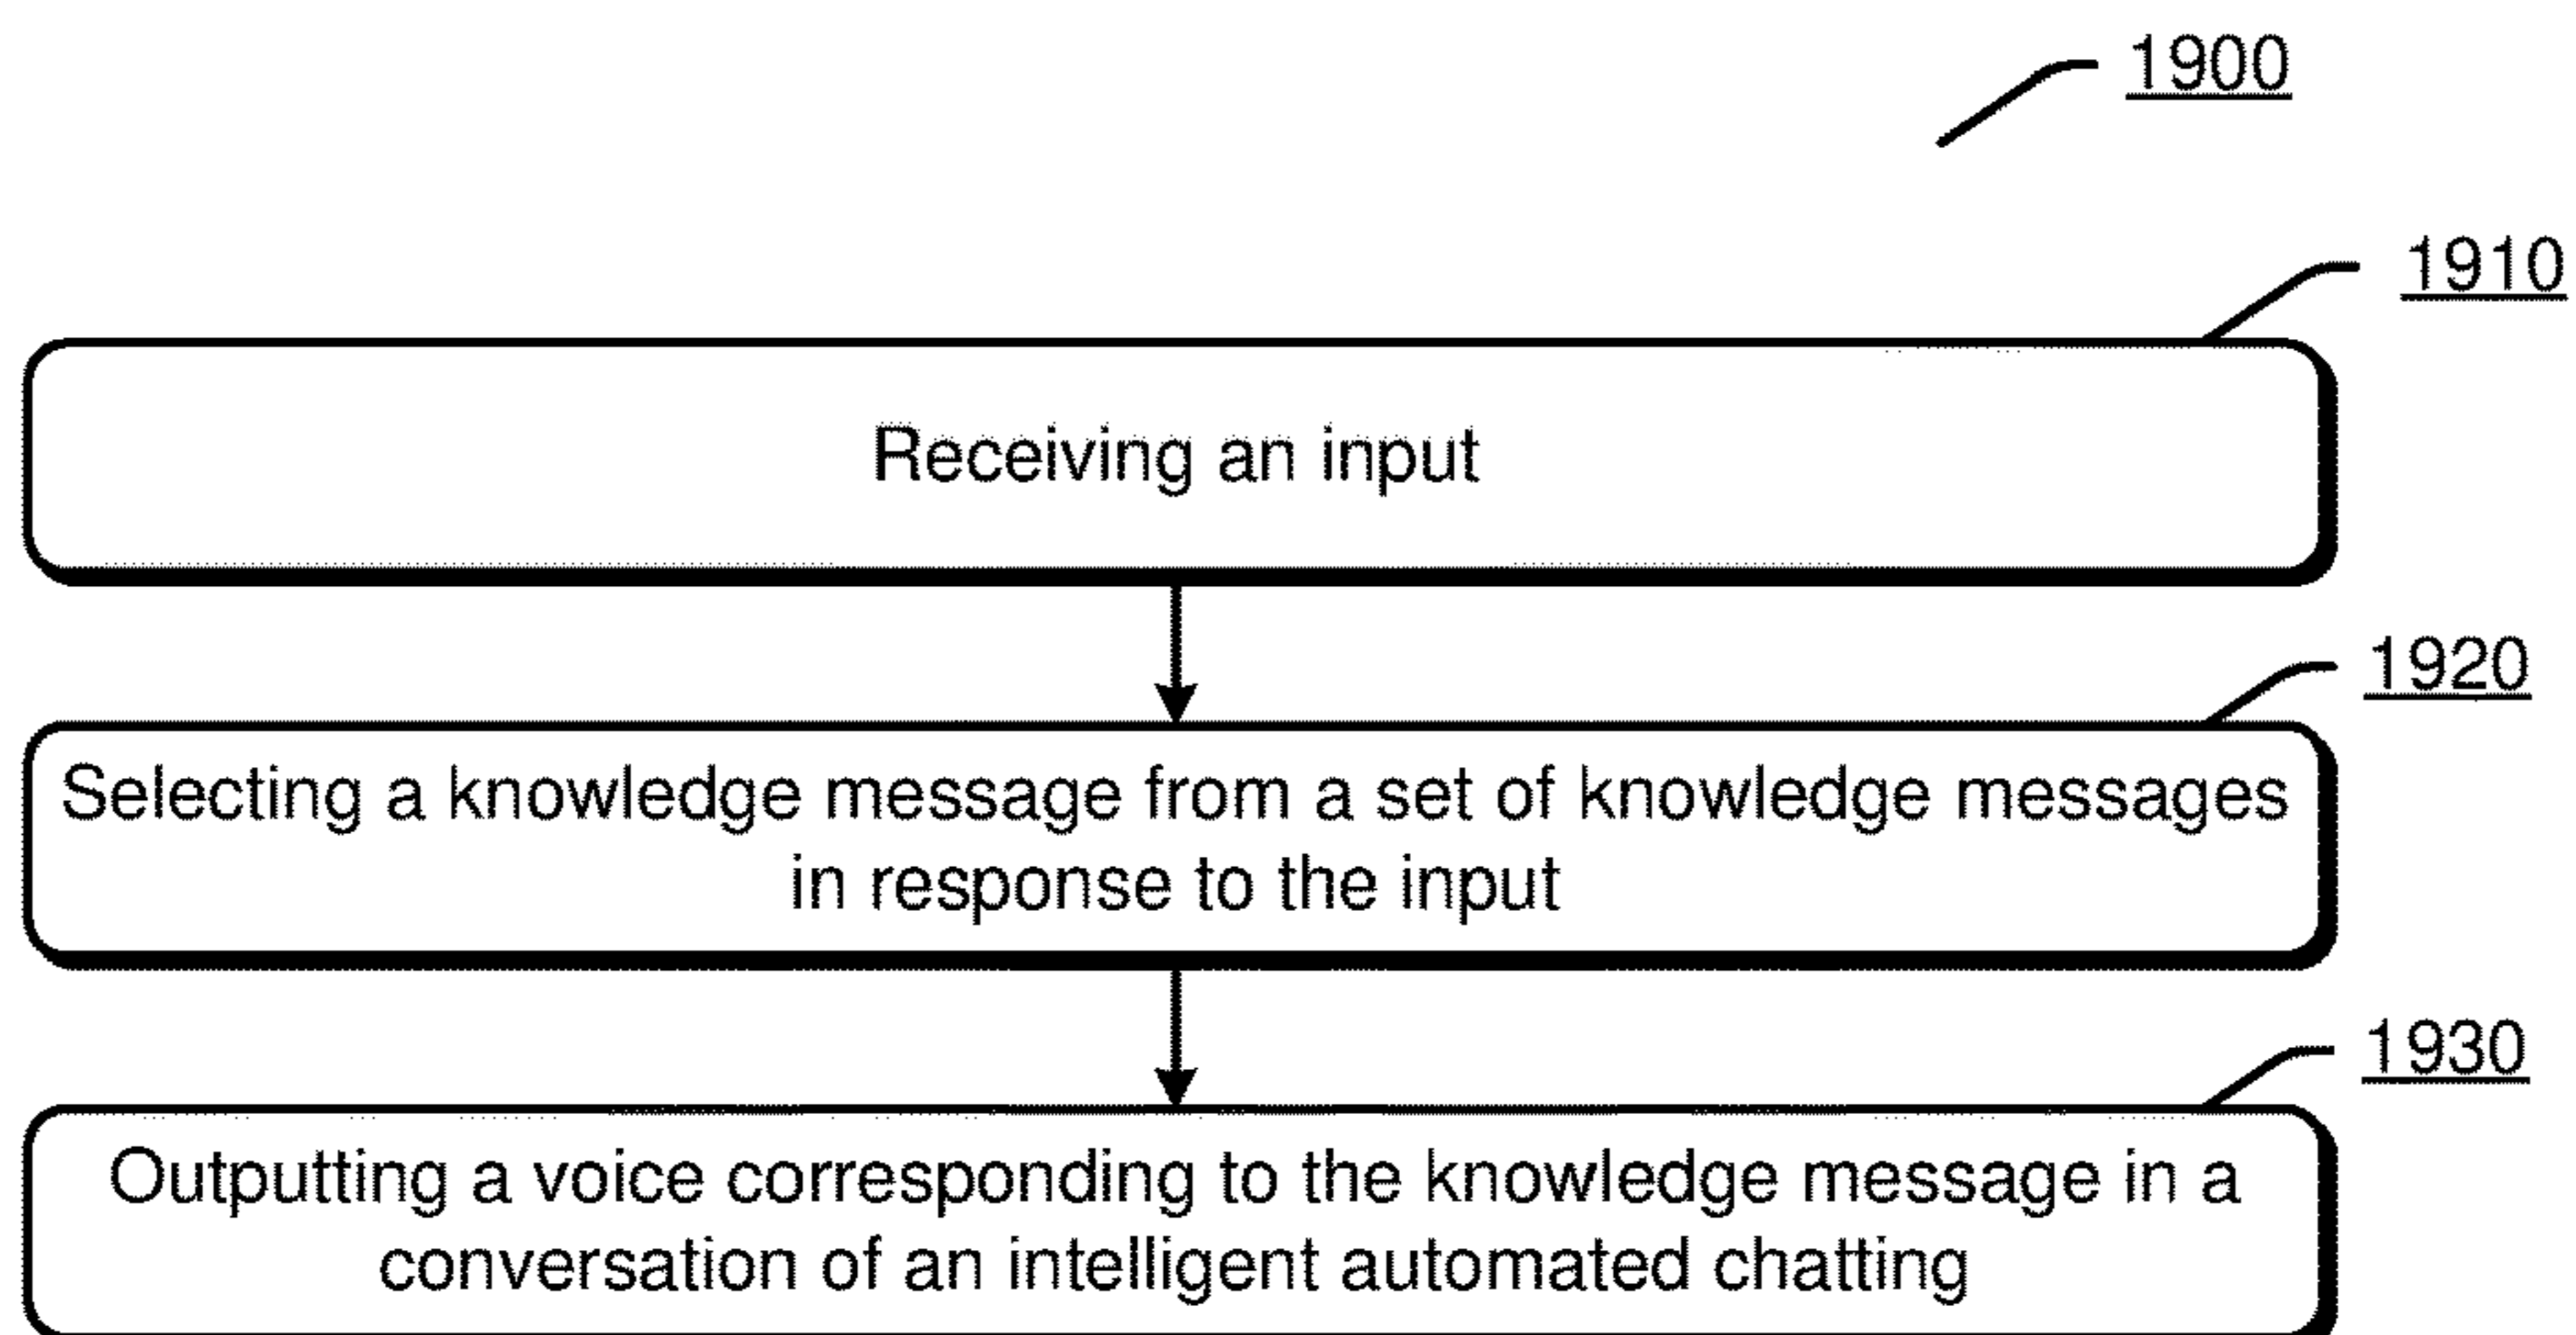 1900
1910
Receiving an input
1920
Selecting a knowledge message from a set of knowledge messages
in response to the input
1930
Outputting a voice corresponding to the knowledge message in a
conversation of an intelligent automated chatting